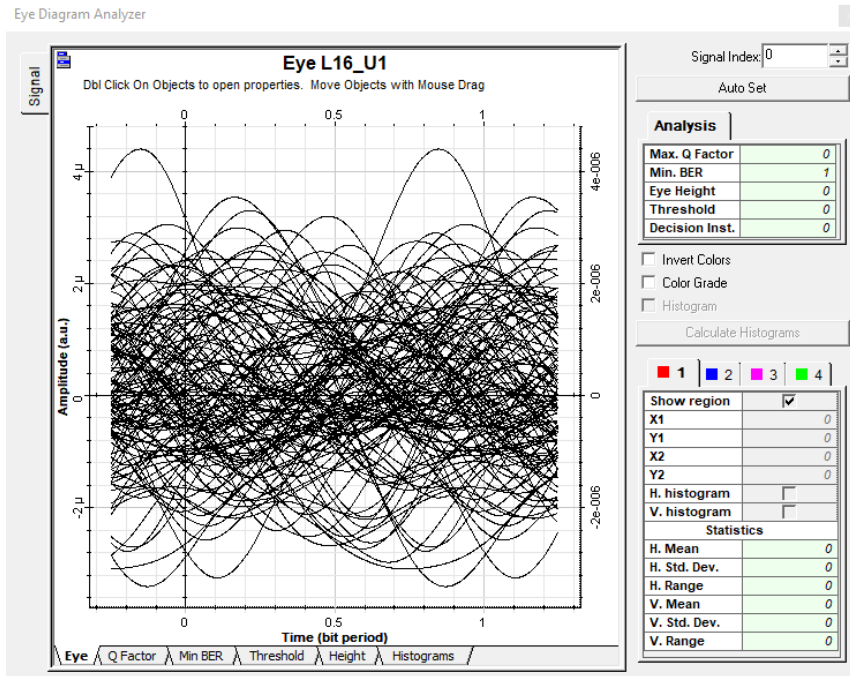 Eye Diagram Analyzer
Signal
Eye L16_U1
Dbl Click On Objects to open properties. Move Objects with Mouse Drag
0 0.5 1
4 µ
2 µ
0
-2 µ
Amplitude (a.u.)
4e-006
2e-006
0
-2e-006
0 0.5 1
Time (bit period)
Eye Q Factor Min BER Threshold Height Histograms
Signal Index: 0
Auto Set
Analysis
Max. Q Factor 0
Min. BER 1
Eye Height 0
Threshold 0
Decision Inst. 0
Invert Colors
Color Grade
Histogram
Calculate Histograms
1 2 3 4
Show region
X1 0
Y1 0
X2 0
Y2 0
H. histogram
V. histogram
Statistics
H. Mean 0
H. Std. Dev. 0
H. Range 0
V. Mean 0
V. Std. Dev. 0
V. Range 0